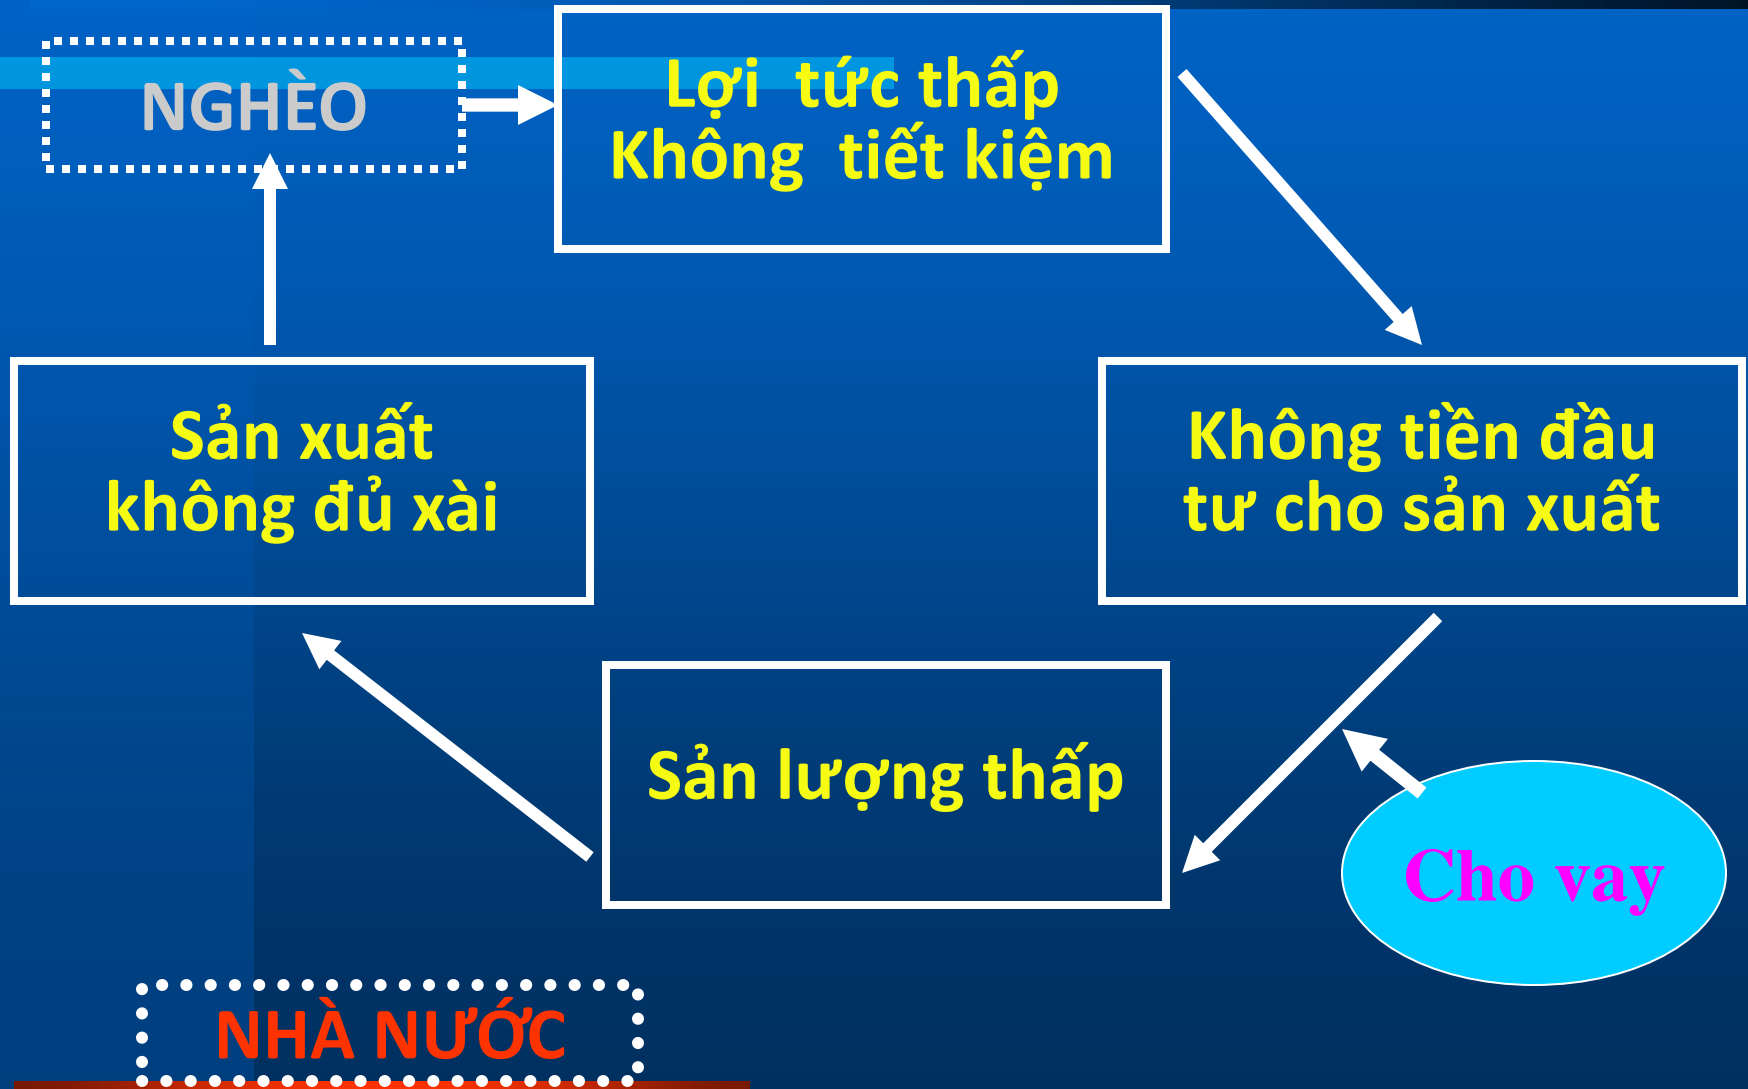 NGHÈO
Lợi tức thấp
Không tiết kiệm
Sản xuất
không đủ xài
Không tiền đầu
tư cho sản xuất
Sản lượng thấp
Cho vay
NHÀ NƯỚC